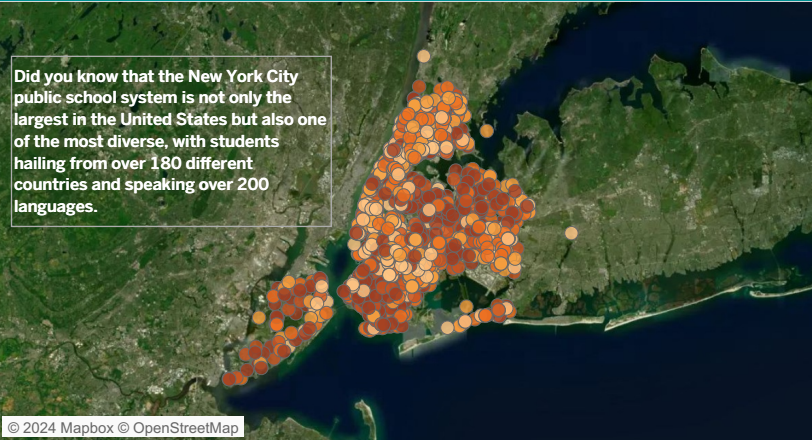 Did you know that the New York City
public school system is not only the
largest in the United States but also one
of the most diverse, with students
hailing from over 180 different
countries and speaking over 200
languages.
© 2024 Mapbox © OpenStreetMap